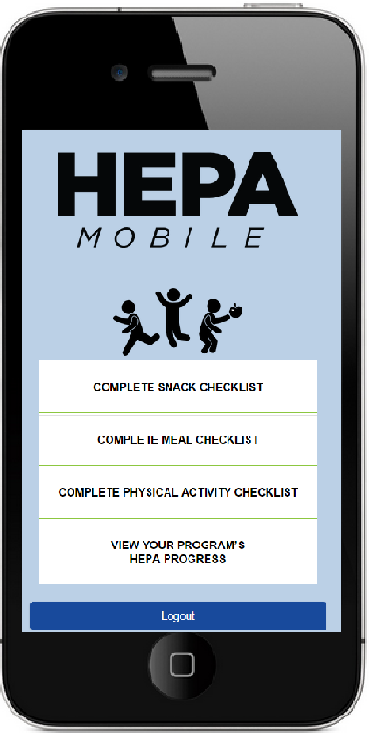 HEPA
MOBILE
COMPLETE SNACK CHECKLIST
COMPLETE MEAL CHECKLIST
COMPLETE PHYSICAL ACTIVITY CHECKLIST
VIEW YOUR PROGRAM'S
HEPA PROGRESS
Logout